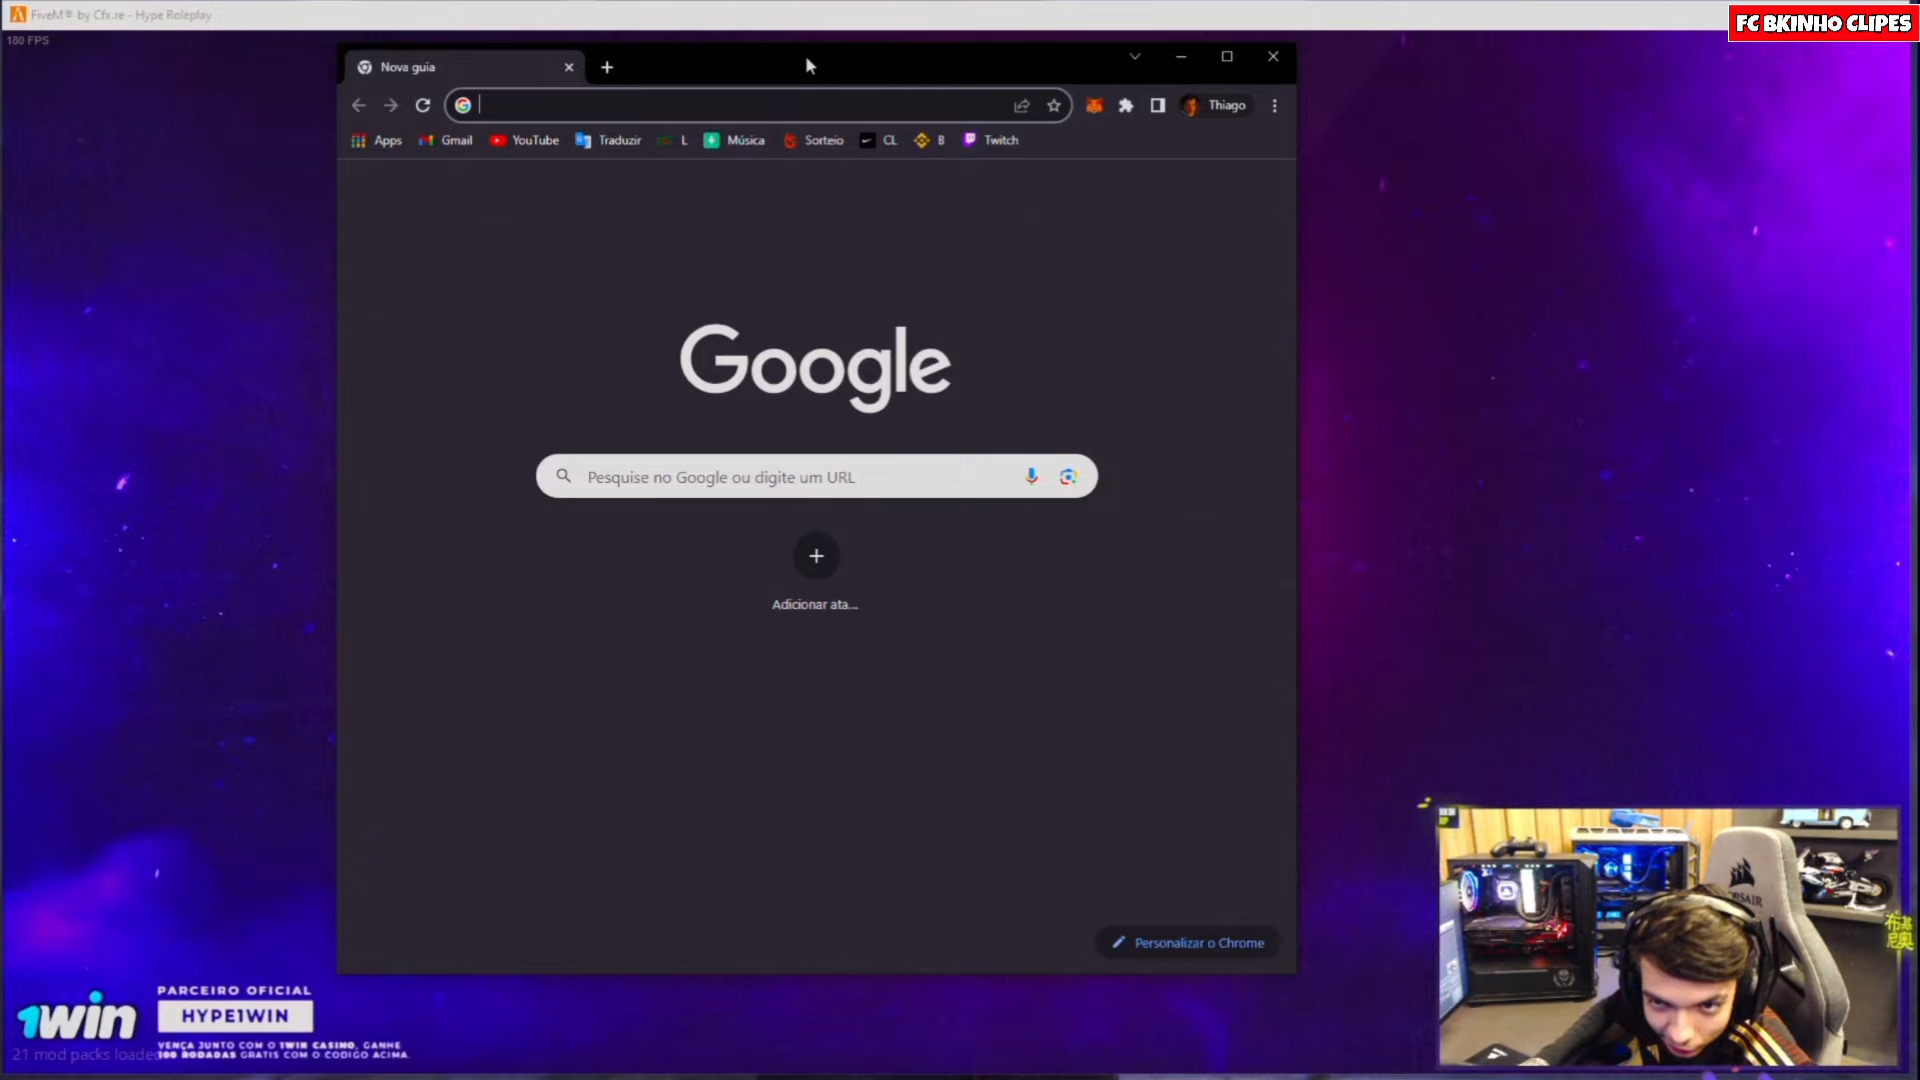 FiveM® by Cfx.re - Hype Roleplay
FC BKINHO CLIPES
180 FPS
Nova guia
Thiago
Apps
Gmail
YouTube
Traduzir
L
Música
Sorteio
CL
B
Twitch
Google
Pesquise no Google ou digite um URL
Adicionar ata...
Personalizar o Chrome
CORSAIR
1win
PARCEIRO OFICIAL
HYPE1WIN
VENÇA JUNTO COM O 1WIN CASINO, GANHE
100 RODADAS GRATIS COM O CODIGO ACIMA.
21 mod packs loaded